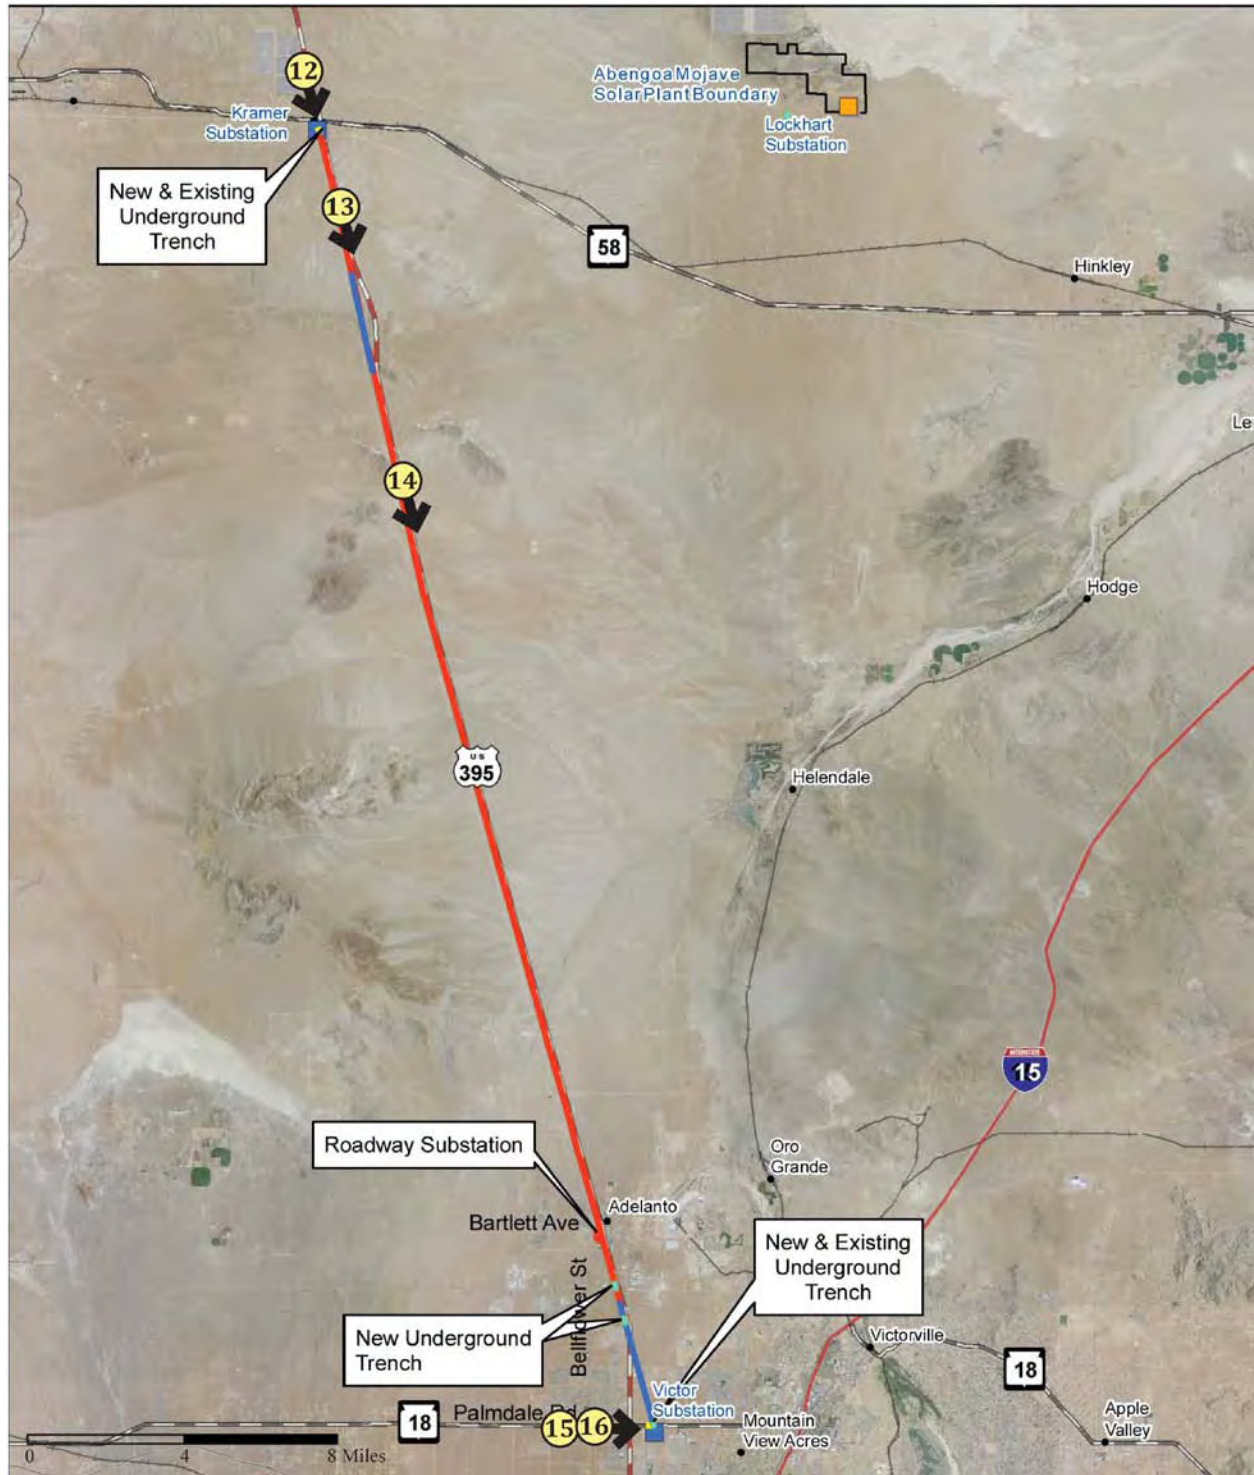 12
Abengoa Mojave
Solar Plant Boundary
Kramer
Substation
Lockhart
Substation
New & Existing
Underground
Trench
13
58
Hinkley
Le
14
Hodge
US
395
Helendale
INTERSTATE
15
Roadway Substation
Oro
Grande
Adelanto
Bartlett Ave
New & Existing
Underground
Trench
Bellflower St
New Underground
Trench
Victorville
18
Victor
Substation
18
Palmdale Rd
15
16
Mountain
View Acres
Apple
Valley
0
4
8 Miles